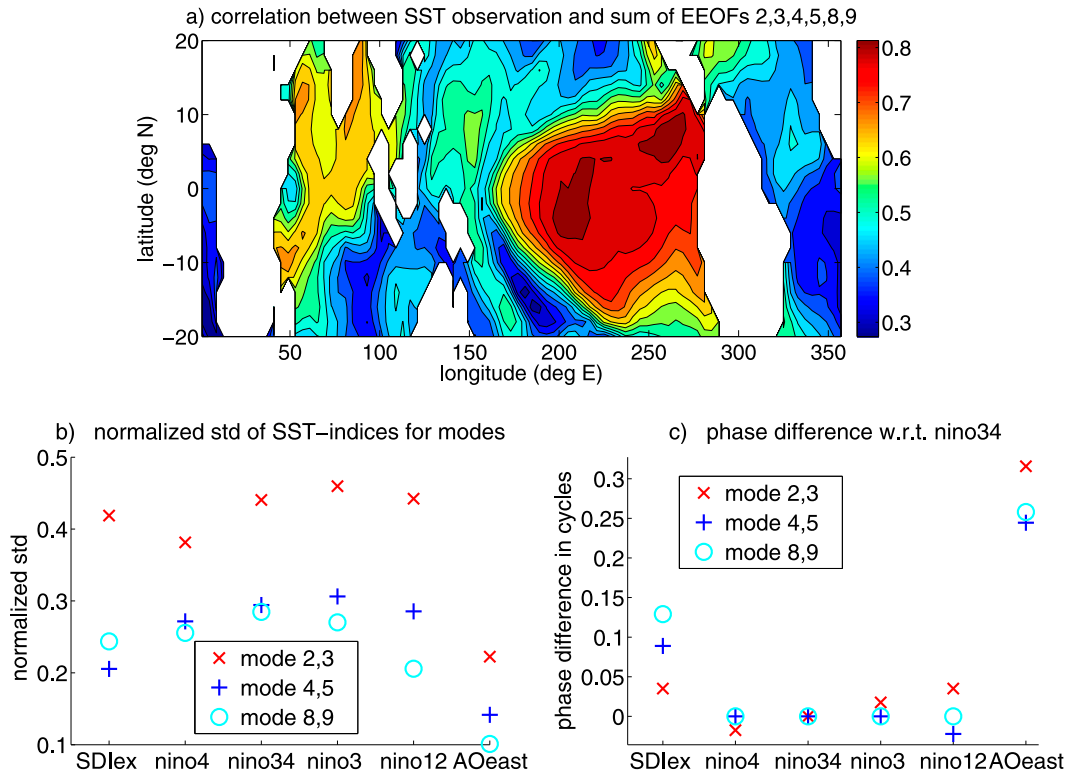 a) correlation between SST observation and sum of EEOFs 2,3,4,5,8,9
20
10
0
−10
−20
latitude (deg N)
50
100
150
200
250
300
350
longitude (deg E)
0.8
0.7
0.6
0.5
0.4
0.3
b) normalized std of SST−indices for modes
0.5
0.4
0.3
0.2
0.1
normalized std
mode 2,3
mode 4,5
mode 8,9
SDIex nino4 nino34 nino3 nino12 AOeast
c) phase difference w.r.t. nino34
0.3
0.25
0.2
0.15
0.1
0.05
0
phase difference in cycles
mode 2,3
mode 4,5
mode 8,9
SDIex nino4 nino34 nino3 nino12 AOeast